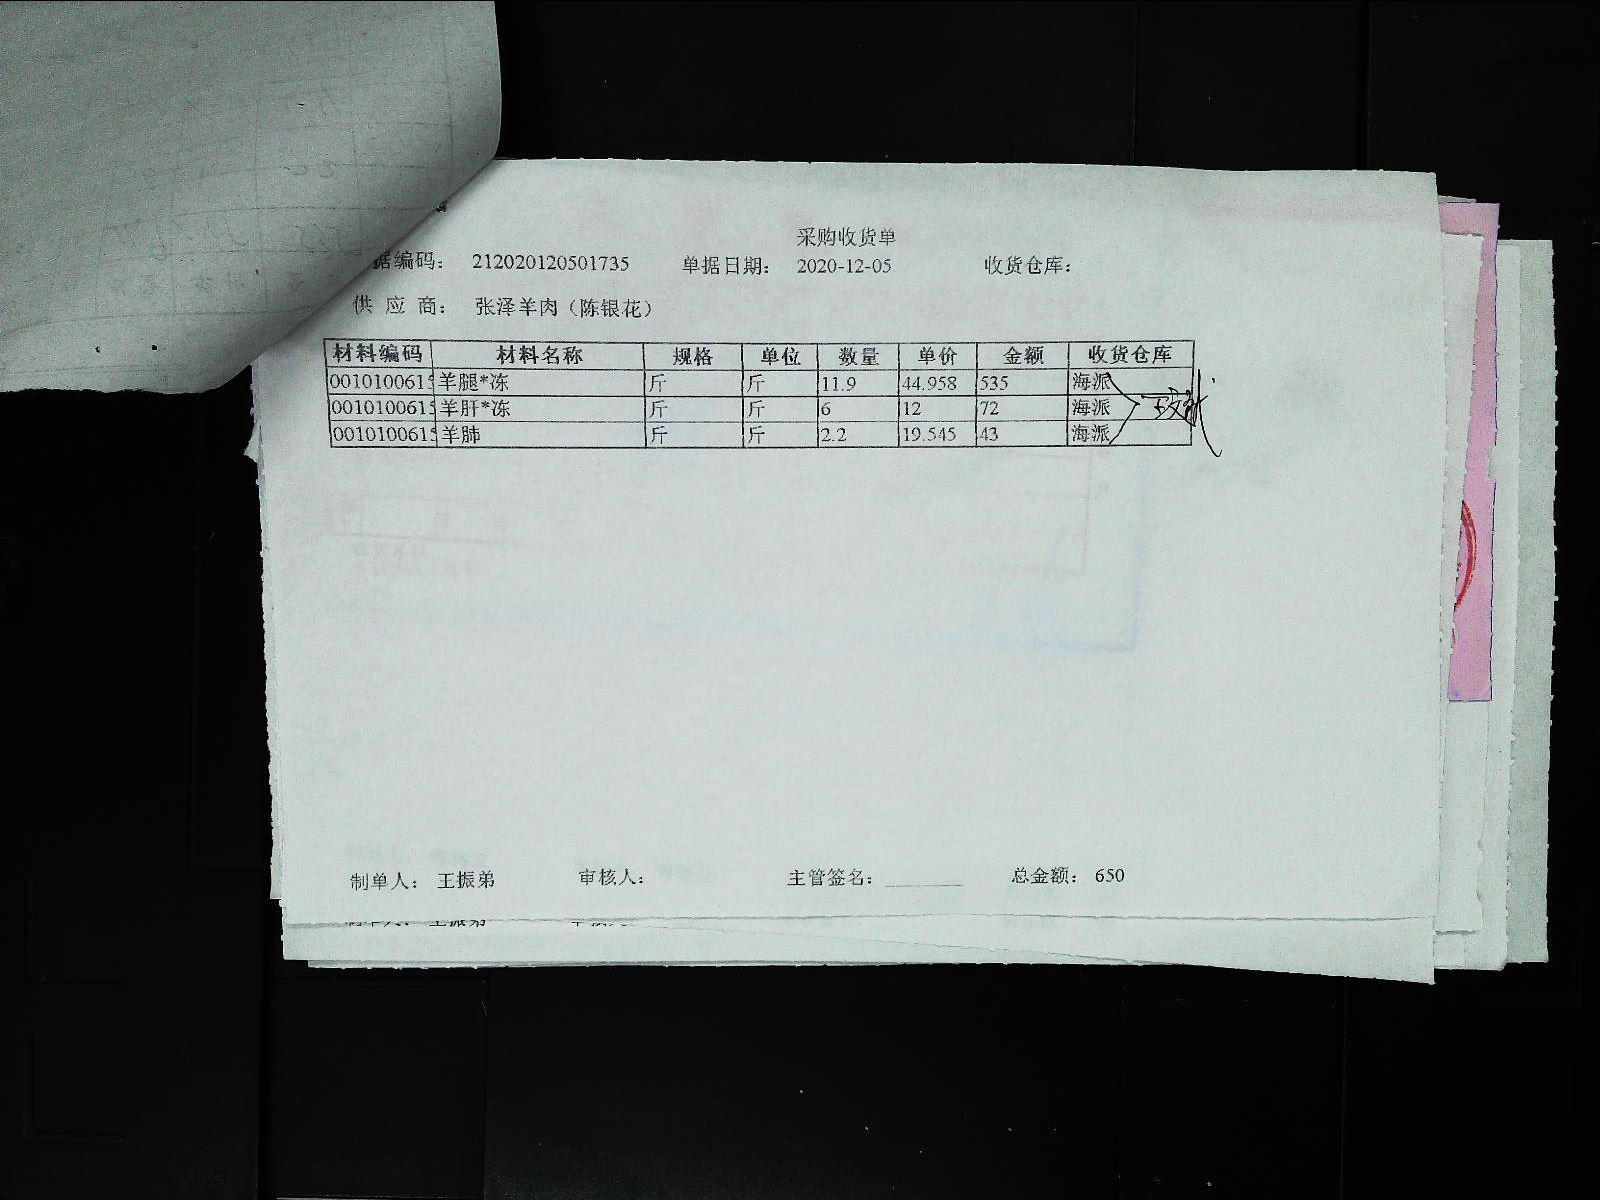 采购收货单
据编码： 212020120501735 单据日期： 2020-12-05 收货仓库：
供 应 商： 张泽羊肉（陈银花）
材料编码 材料名称 规格 单位 数量 单价 金额 收货仓库
0010100615 羊腿*冻 斤 斤 11.9 44.958 535 海派
0010100615 羊肝*冻 斤 斤 6 12 72 海派
0010100615 羊肺 斤 斤 2.2 19.545 43 海派
制单人： 王振弟 审核人： 主管签名： ________ 总金额： 650